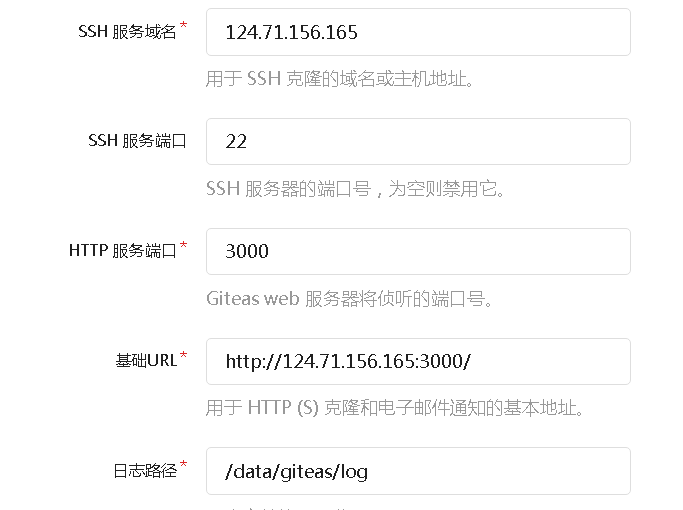 SSH 服务域名* 124.71.156.165
用于 SSH 克隆的域名或主机地址。
SSH 服务端口 22
SSH 服务器的端口号，为空则禁用它。
HTTP 服务端口* 3000
Giteas web 服务器将侦听的端口号。
基础URL* http://124.71.156.165:3000/
用于 HTTP (S) 克隆和电子邮件通知的基本地址。
日志路径* /data/giteas/log